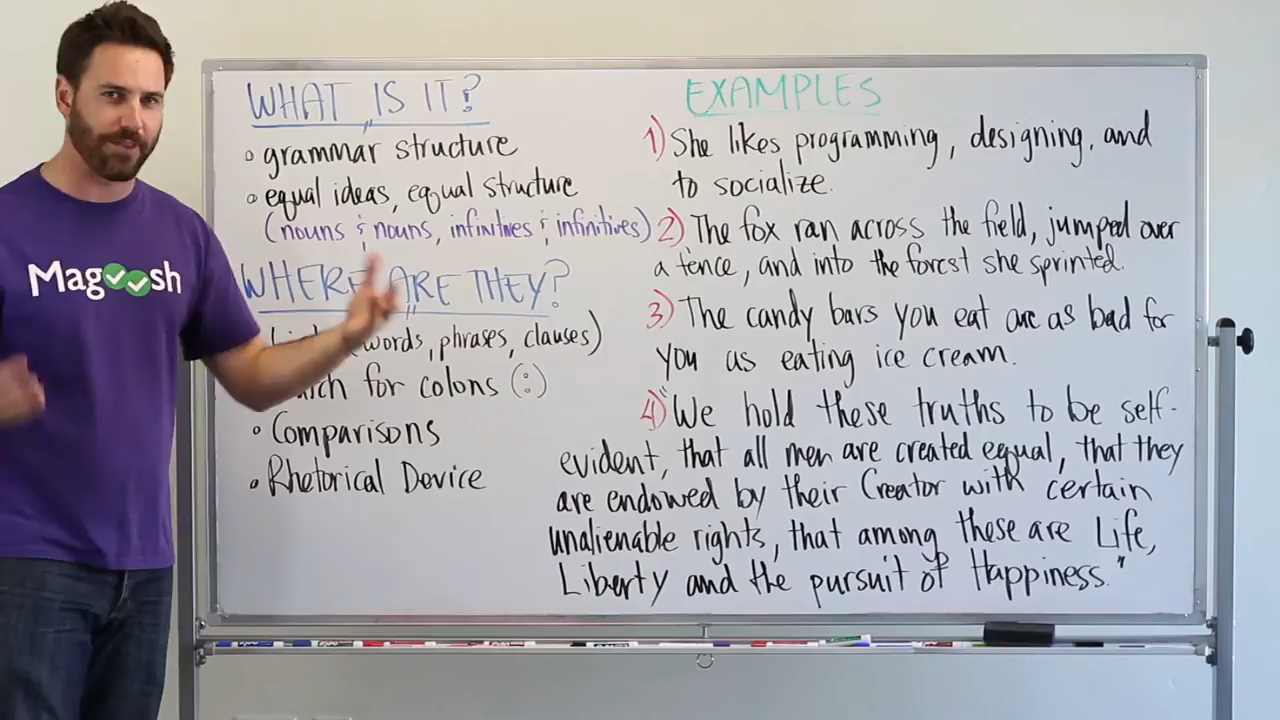 Magoosh
WHAT IS IT?
• grammar structure
• equal ideas, equal structure
(nouns & nouns, infinitives & infinitives)
WHERE ARE THEY?
(words, phrases, clauses)
for colons (:)
• Comparisons
• Rhetorical Device
EXAMPLES
1) She likes programming, designing, and
to socialize.
2) The fox ran across the field, jumped over
a fence, and into the forest she sprinted.
3) The candy bars you eat are as bad for
you as eating ice cream.
4) "We hold these truths to be self-
evident, that all men are created equal, that they
are endowed by their Creator with certain
unalienable rights, that among these are Life,
Liberty and the pursuit of Happiness."